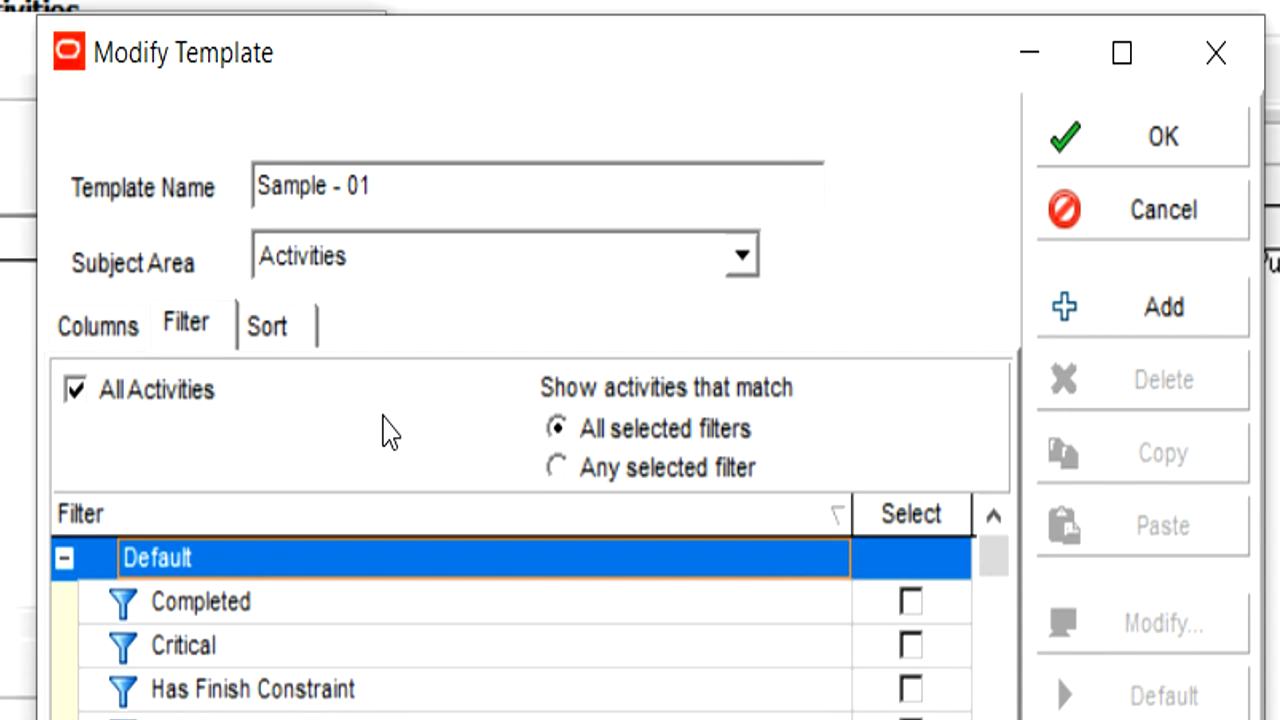 Modify Template
Template Name Sample - 01
Subject Area Activities
Columns Filter Sort
All Activities
Show activities that match
All selected filters
Any selected filter
Filter Select
Default
Completed
Critical
Has Finish Constraint
OK
Cancel
Add
Delete
Copy
Paste
Modify...
Default